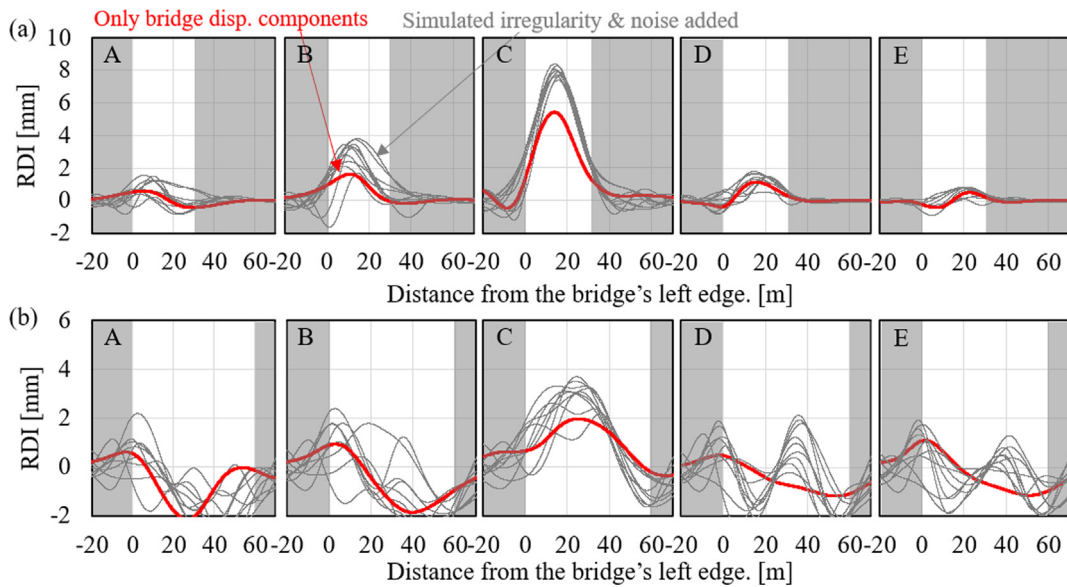 Only bridge disp. components
Simulated irregularity & noise added
(a)
A B C D E
10
8
6
4
2
0
-2
RDI [mm]
-20 0 20 40 60-20 0 20 40 60-20 0 20 40 60-20 0 20 40 60-20 0 20 40 60
Distance from the bridge's left edge. [m]
(b)
A B C D E
6
4
2
0
-2
RDI [mm]
-20 0 20 40 60-20 0 20 40 60-20 0 20 40 60-20 0 20 40 60-20 0 20 40 60
Distance from the bridge's left edge. [m]